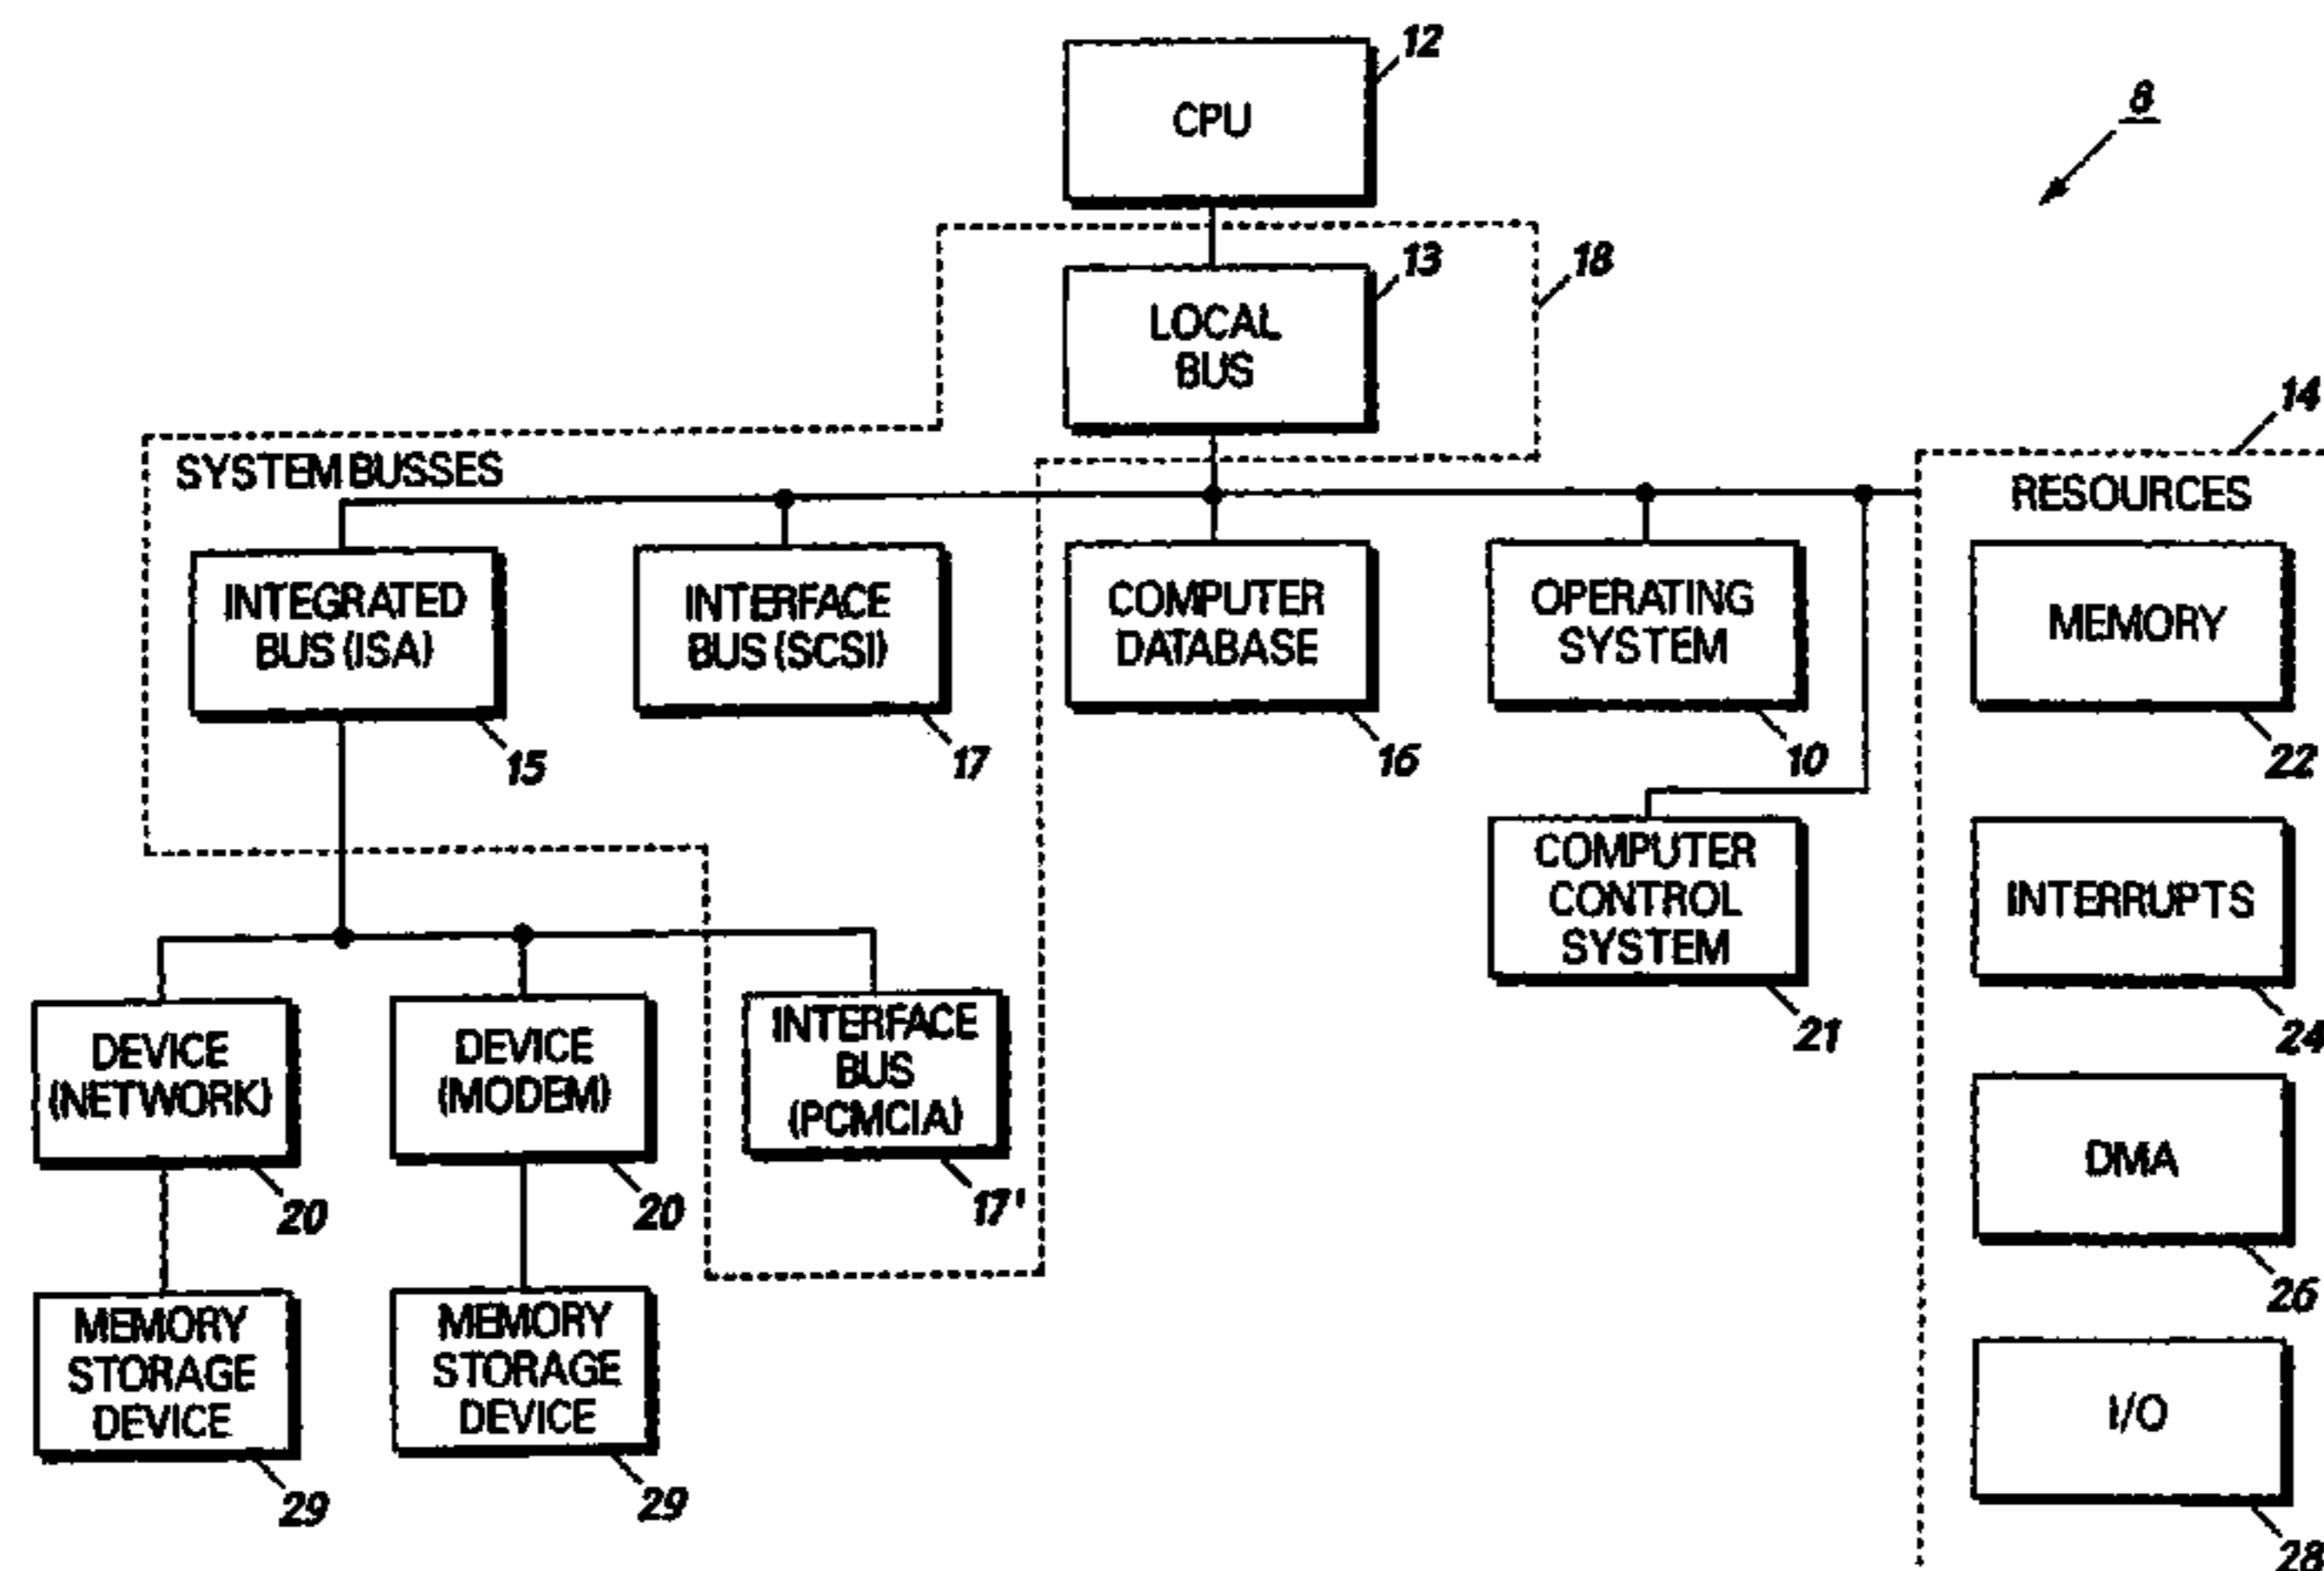 12
CPU
8
13
18
LOCAL
BUS
14
SYSTEM BUSSES
RESOURCES
INTEGRATED
BUS (ISA)
15
INTERFACE
BUS (SCSI)
17
COMPUTER
DATABASE
16
OPERATING
SYSTEM
10
MEMORY
22
COMPUTER
CONTROL
SYSTEM
21
INTERRUPTS
24
DEVICE
(NETWORK)
20
DEVICE
(MODEM)
20
INTERFACE
BUS
(PCMCIA)
17'
DMA
26
MEMORY
STORAGE
DEVICE
29
MEMORY
STORAGE
DEVICE
29
I/O
28